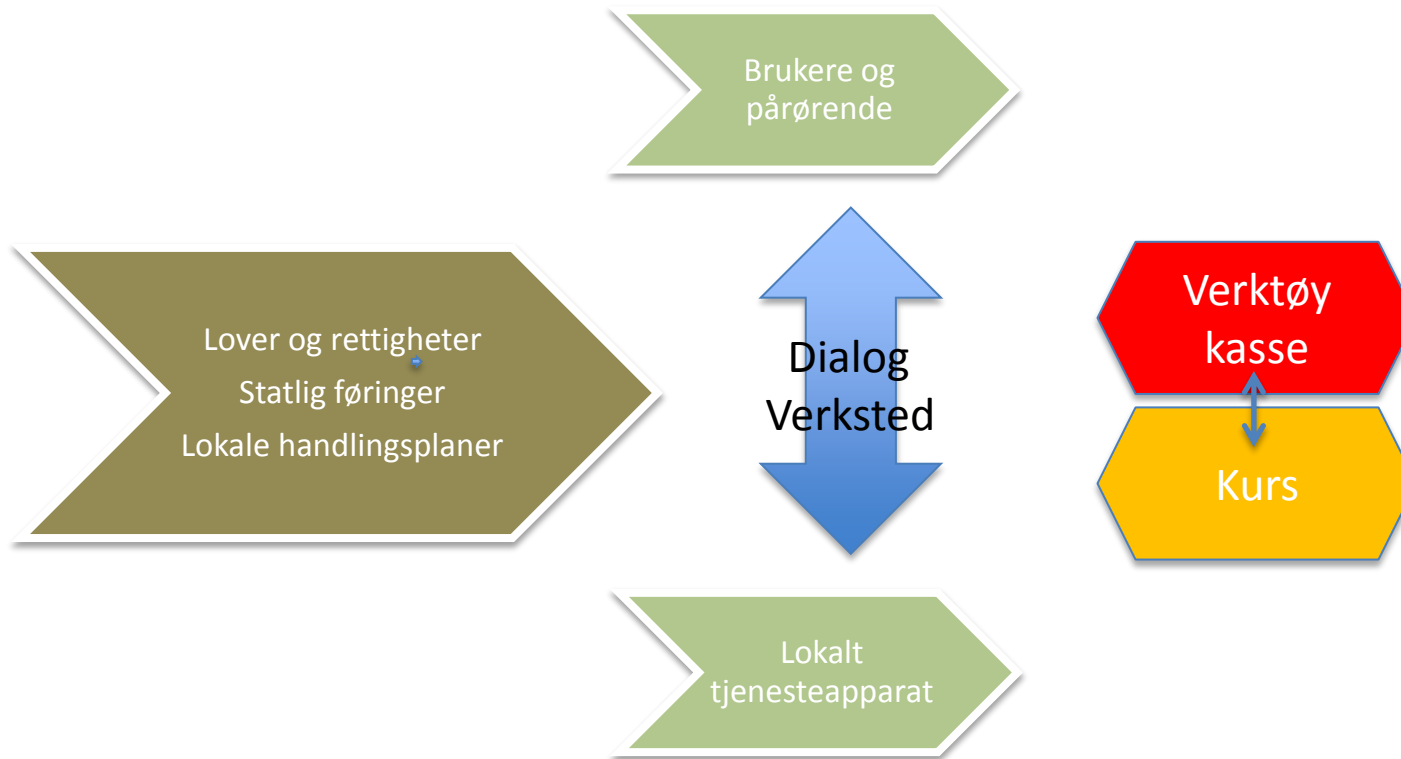 Brukere og
pårørende
Lover og rettigheter
Statlig føringer
Lokale handlingsplaner
Dialog
Verksted
Verktøy
kasse
Kurs
Lokalt
tjenesteapparat